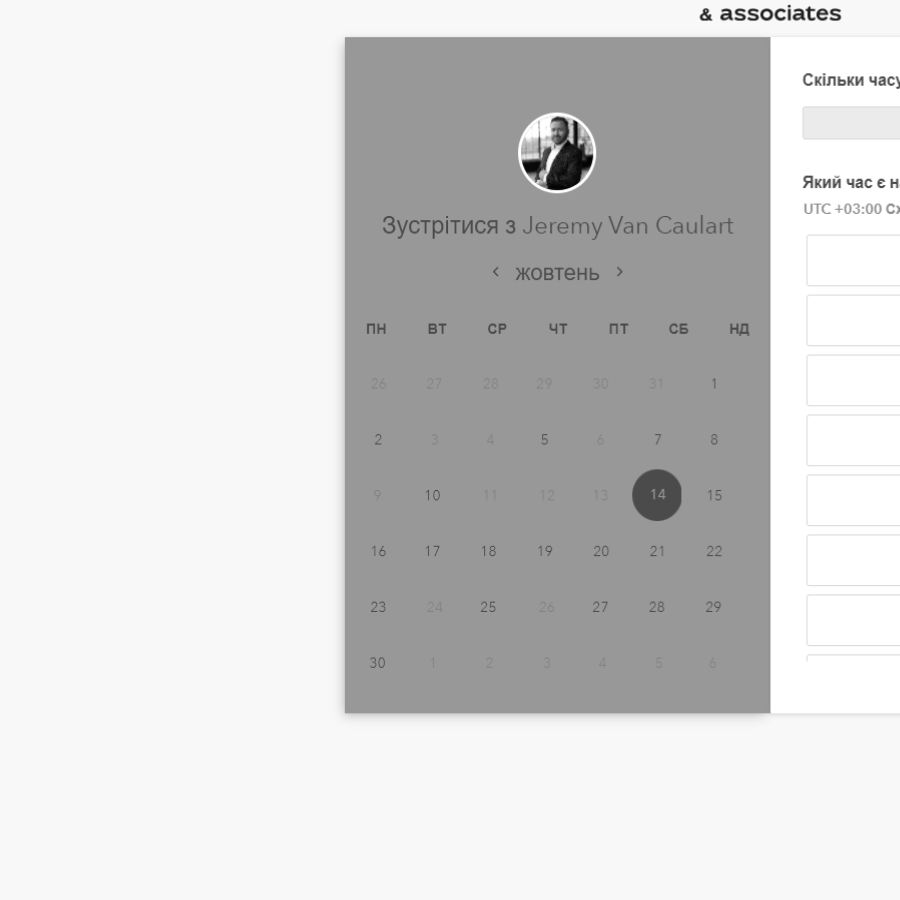 & associates
Скільки часу
Який час є н
UTC +03:00 Сх
Зустрітися з Jeremy Van Caulart
жовтень
ПН ВТ СР ЧТ ПТ СБ НД
26 27 28 29 30 31 1
2 3 4 5 6 7 8
9 10 11 12 13 14 15
16 17 18 19 20 21 22
23 24 25 26 27 28 29
30 1 2 3 4 5 6